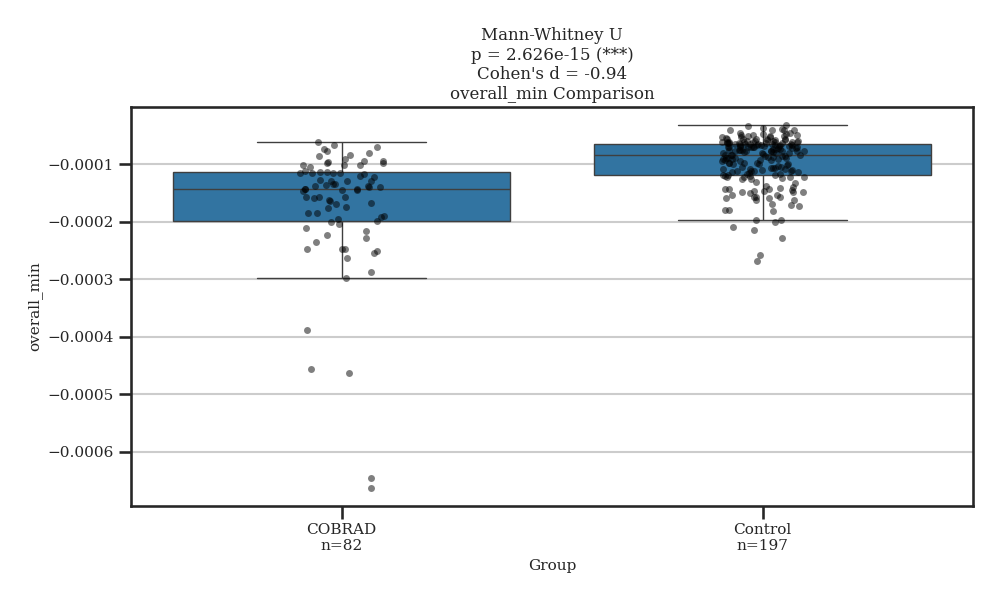 Mann-Whitney U
p = 2.626e-15 (***)
Cohen's d = -0.94
overall_min Comparison
−0.0001
−0.0002
−0.0003
−0.0004
−0.0005
−0.0006
overall_min
COBRAD
n=82
Control
n=197
Group